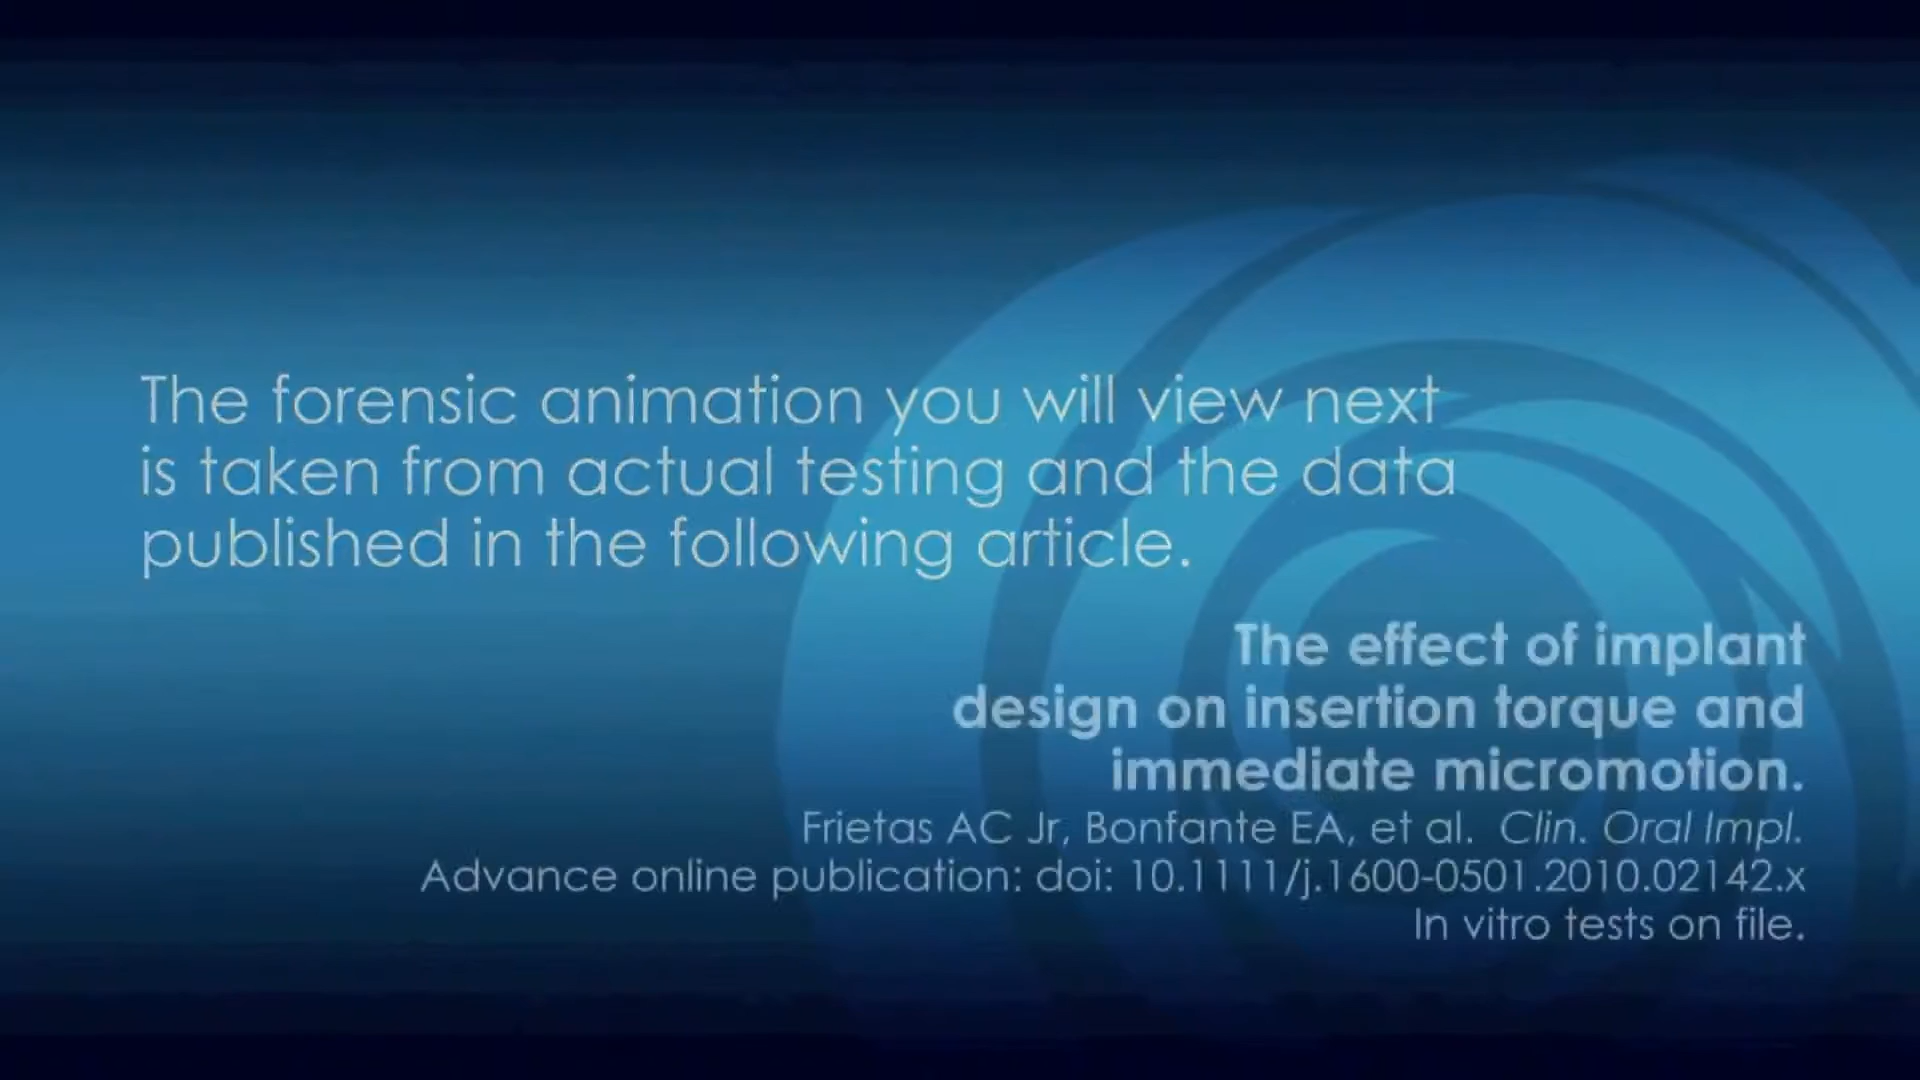 The forensic animation you will view next
is taken from actual testing and the data
published in the following article.
The effect of implant
design on insertion torque and
immediate micromotion.
Frietas AC Jr, Bonfante EA, et al. Clin. Oral Impl.
Advance online publication: doi: 10.1111/j.1600-0501.2010.02142.x
In vitro tests on file.